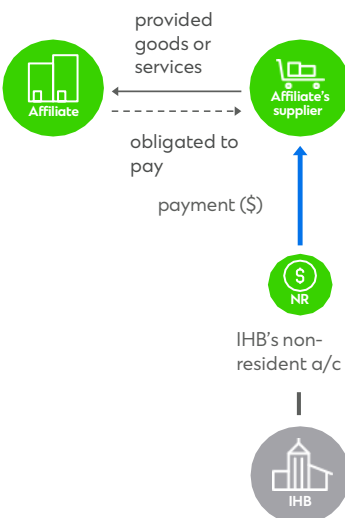 provided
goods or
services
Affiliate
Affiliate's
supplier
obligated to
pay
payment ($)
$
NR
IHB's non-
resident a/c
IHB